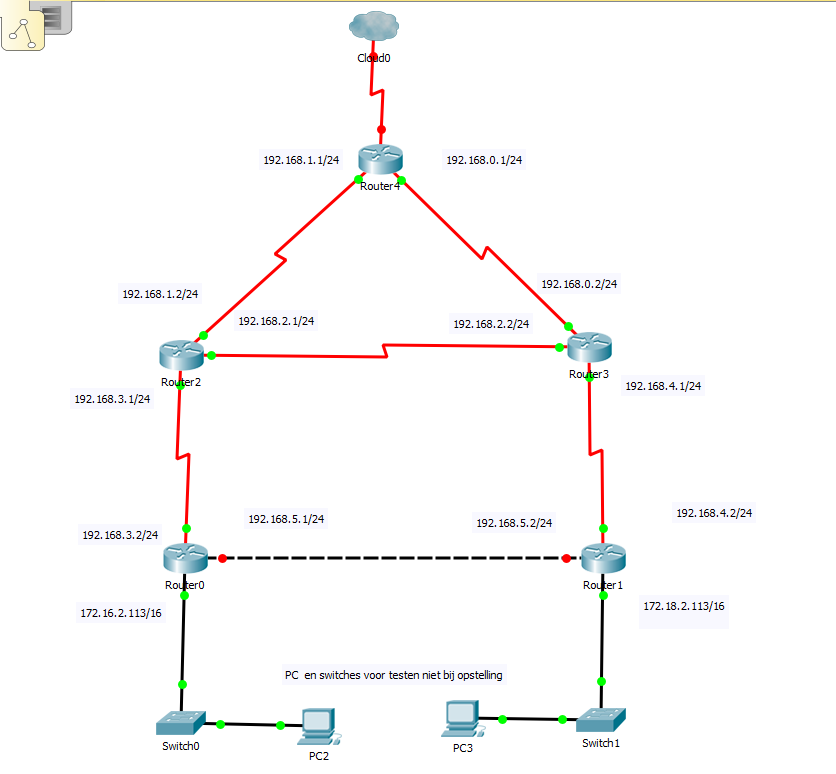 Cloud0
192.168.1.1/24
192.168.0.1/24
Router4
192.168.0.2/24
192.168.1.2/24
192.168.2.1/24
192.168.2.2/24
Router2
Router3
192.168.4.1/24
192.168.3.1/24
192.168.4.2/24
192.168.5.1/24
192.168.5.2/24
192.168.3.2/24
Router0
Router1
172.16.2.113/16
172.18.2.113/16
PC en switches voor testen niet bij opstelling
Switch0
PC2
PC3
Switch1